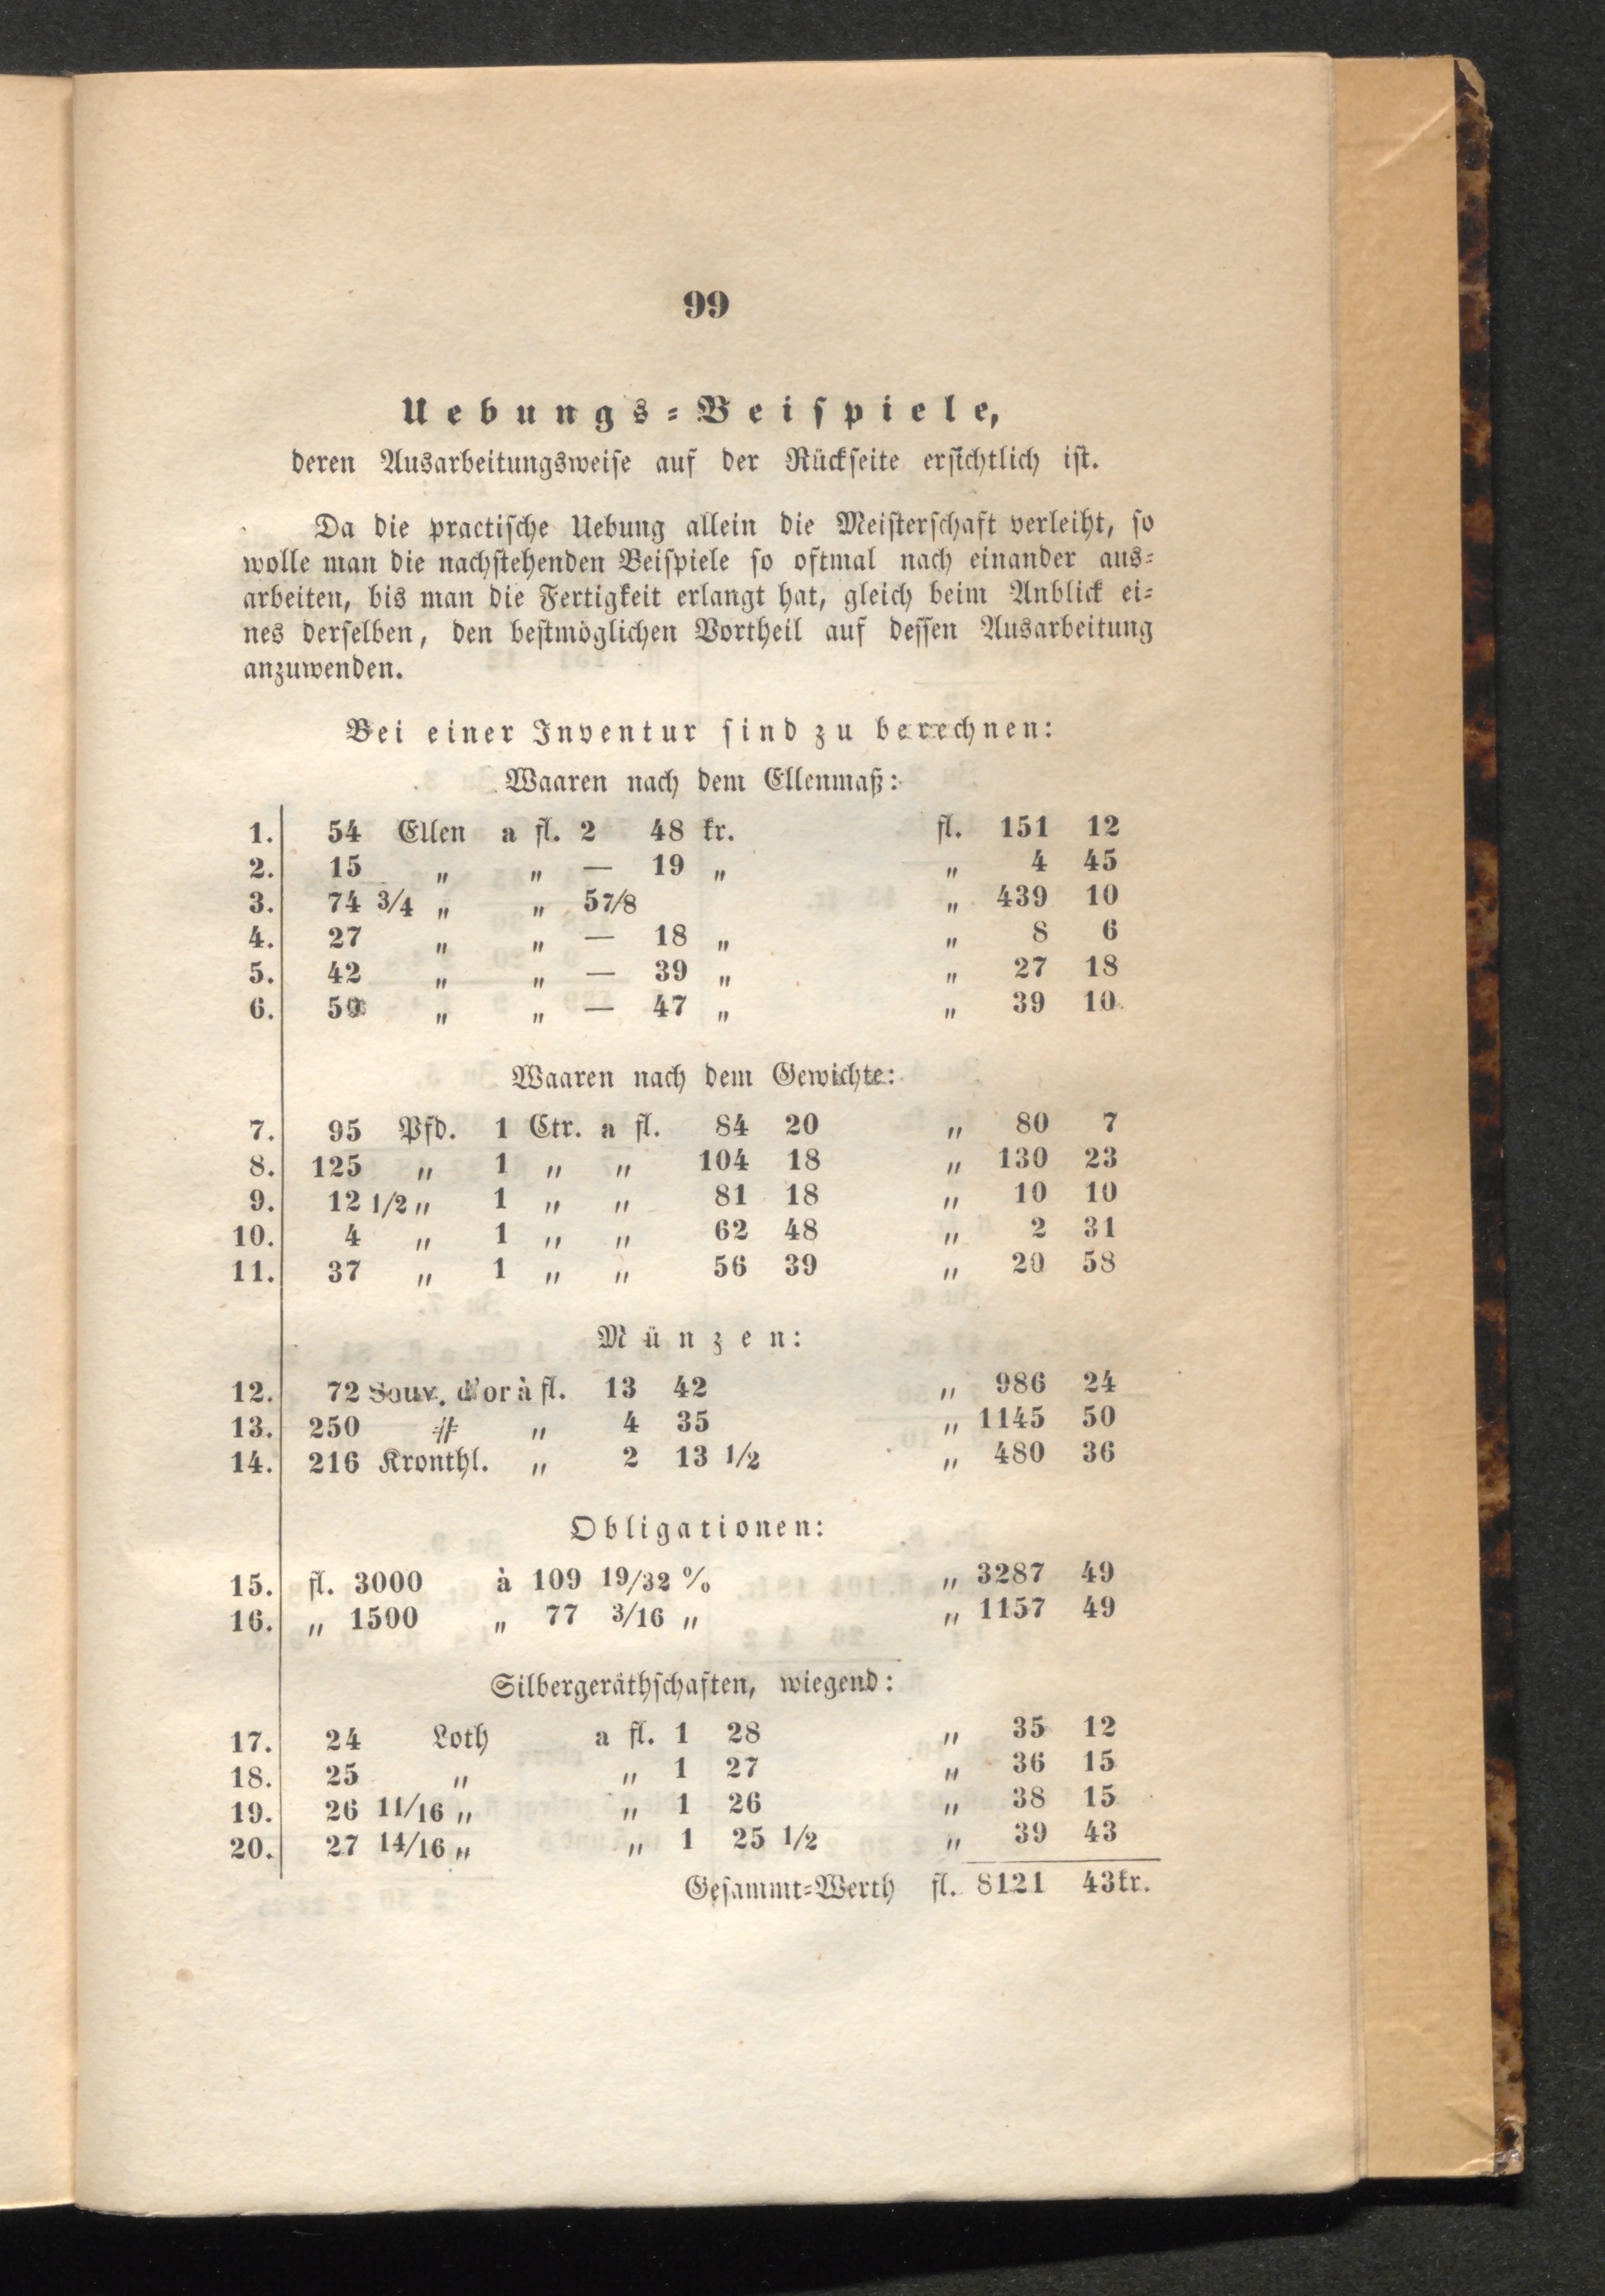 99
Uebungs-Beispiele,
deren Ausarbeitungsweise auf der Rückseite ersichtlich ist.
Da die practische Uebung allein die Meisterschaft verleiht, so
wolle man die nachstehenden Beispiele so oftmal nach einander aus-
arbeiten, bis man die Fertigkeit erlangt hat, gleich beim Anblick ei-
nes derselben, den bestmöglichen Vortheil auf dessen Ausarbeitung
anzuwenden.
Bei einer Inventur sind zu berechnen:
Waaren nach dem Ellenmaß:
1. 54 Ellen a fl. 2 48 kr. fl. 151 12
2. 15 „ „ — 19 „ „ 4 45
3. 74 3/4 „ „ 5 7/8 „ 439 10
4. 27 „ „ — 18 „ „ 8 6
5. 42 „ „ — 39 „ „ 27 18
6. 50 „ „ — 47 „ „ 39 10
Waaren nach dem Gewichte:
7. 95 Pfd. 1 Ctr. a fl. 84 20 „ 80 7
8. 125 „ 1 „ „ 104 18 „ 130 23
9. 12 1/2 „ 1 „ „ 81 18 „ 10 10
10. 4 „ 1 „ „ 62 48 „ 2 31
11. 37 „ 1 „ „ 56 39 „ 20 58
Münzen:
12. 72 Souv. d'or à fl. 13 42 „ 986 24
13. 250 # „ 4 35 „ 1145 50
14. 216 Kronthl. „ 2 13 1/2 „ 480 36
Obligationen:
15. fl. 3000 à 109 19/32 % „ 3287 49
16. „ 1500 „ 77 3/16 „ „ 1157 49
Silbergeräthschaften, wiegend:
17. 24 Loth a fl. 1 28 „ 35 12
18. 25 „ „ 1 27 „ 36 15
19. 26 11/16 „ „ 1 26 „ 38 15
20. 27 14/16 „ „ 1 25 1/2 „ 39 43
Gesammt-Werth fl. 8121 43kr.